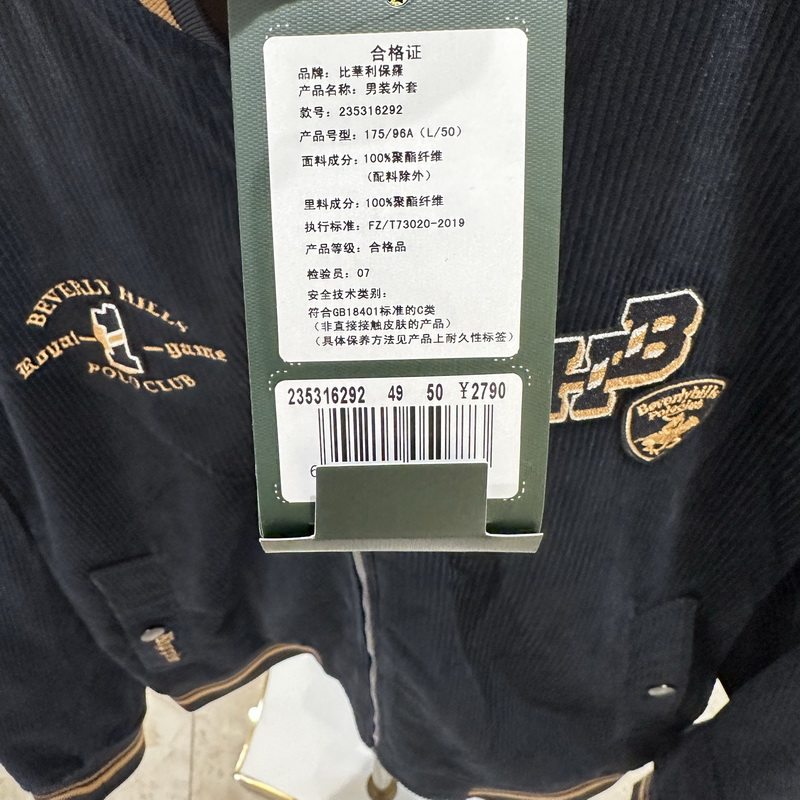 合格证
品牌：比華利保羅
产品名称：男装外套
款号：235316292
产品号型：175/96A（L/50）
面料成分：100%聚酯纤维
（配料除外）
里料成分：100%聚酯纤维
执行标准：FZ/T73020-2019
产品等级：合格品
检验员：07
安全技术类别：
符合GB18401标准的C类
（非直接接触皮肤的产品）
（具体保养方法见产品上耐久性标签）
235316292 49 50 ¥2790
6
BEVERLY HILLS
Royal game
POLO CLUB
HB
Beverlyhills
Poloclub